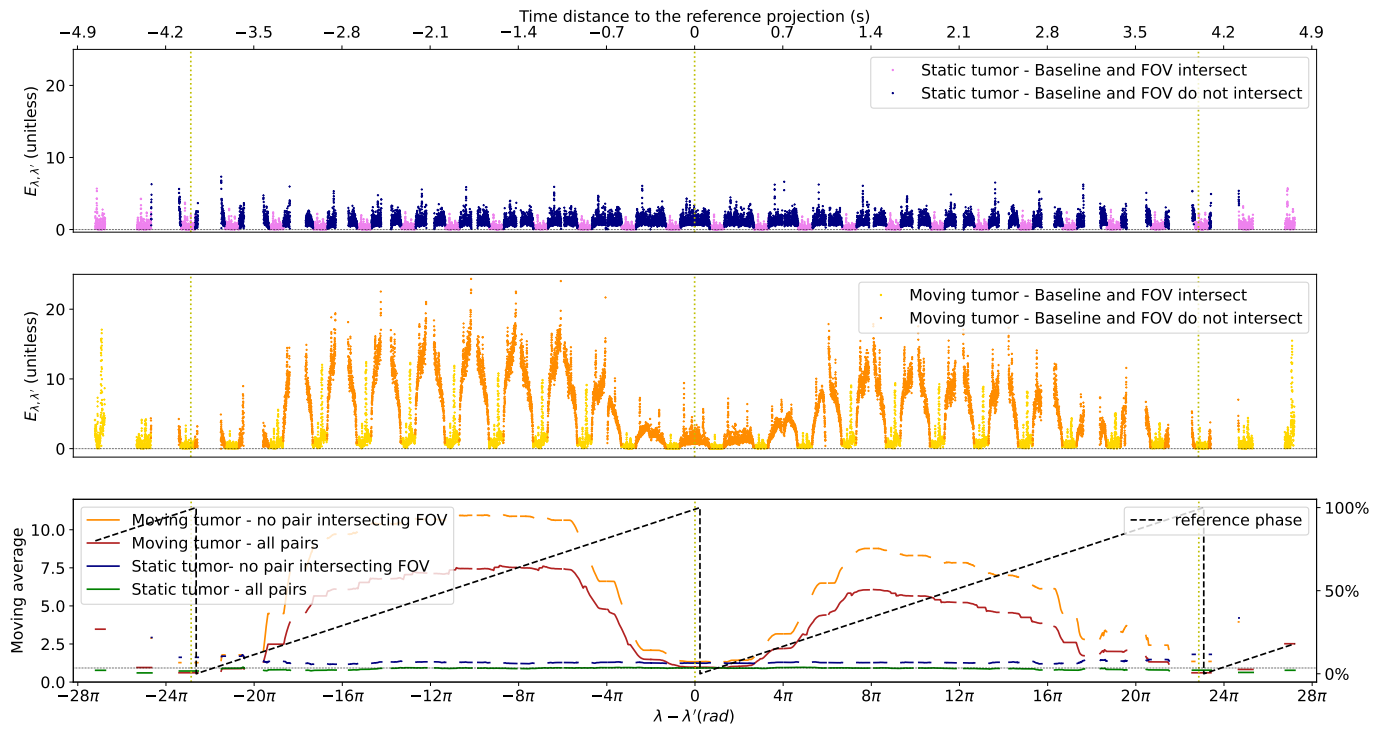 Time distance to the reference projection (s)
−4.9 −4.2 −3.5 −2.8 −2.1 −1.4 −0.7 0 0.7 1.4 2.1 2.8 3.5 4.2 4.9
20
10
0
E_{λ,λ'} (unitless)
Static tumor - Baseline and FOV intersect
Static tumor - Baseline and FOV do not intersect
20
10
0
E_{λ,λ'} (unitless)
Moving tumor - Baseline and FOV intersect
Moving tumor - Baseline and FOV do not intersect
10.0
7.5
5.0
2.5
0.0
Moving average
Moving tumor - no pair intersecting FOV
Moving tumor - all pairs
Static tumor- no pair intersecting FOV
Static tumor - all pairs
reference phase
100%
50%
0%
−28π −24π −20π −16π −12π −8π −4π 0 4π 8π 12π 16π 20π 24π 28π
λ − λ'(rad)